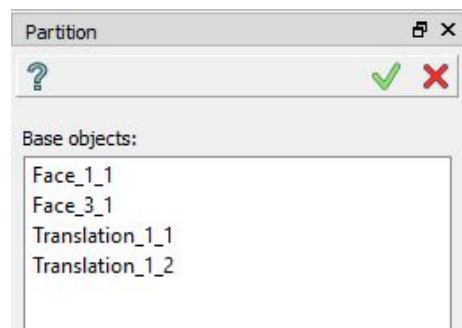 Partition
Base objects:
Face_1_1
Face_3_1
Translation_1_1
Translation_1_2